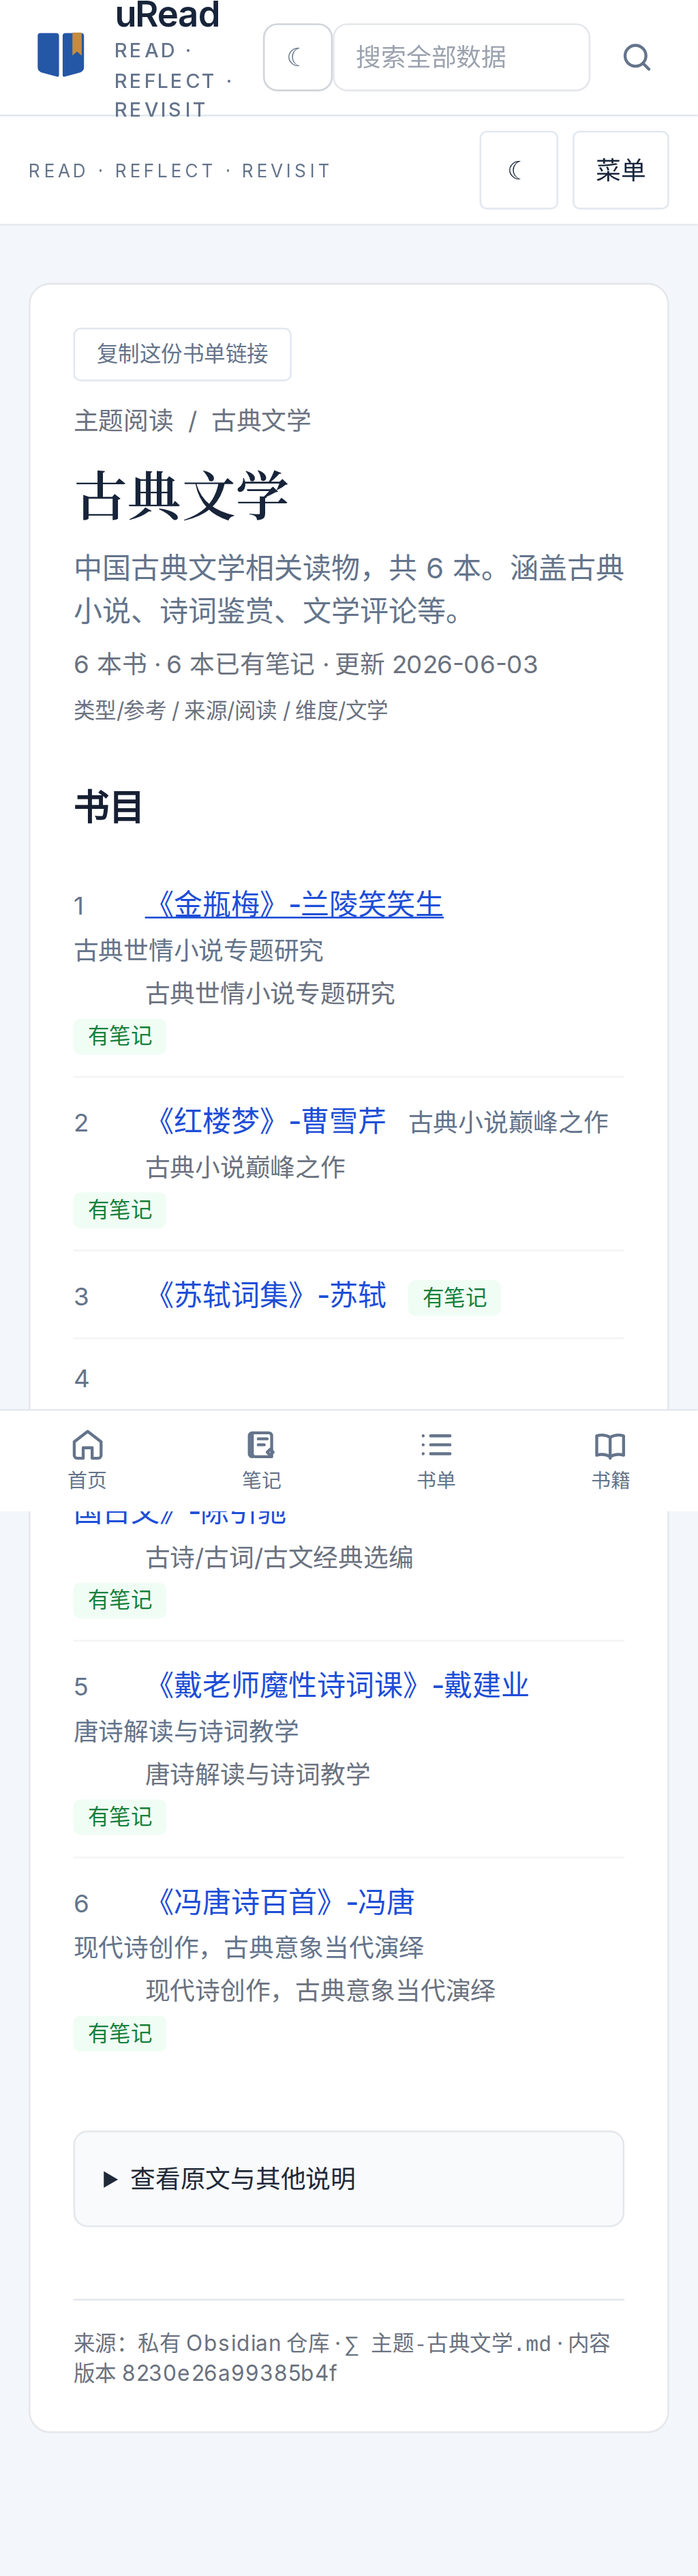 uRead
READ ·
REFLECT ·
REVISIT
搜索全部数据
READ · REFLECT · REVISIT
菜单
复制这份书单链接
主题阅读 / 古典文学
古典文学
中国古典文学相关读物，共 6 本。涵盖古典
小说、诗词鉴赏、文学评论等。
6 本书 · 6 本已有笔记 · 更新 2026-06-03
类型/参考 / 来源/阅读 / 维度/文学
书目
1 《金瓶梅》-兰陵笑笑生
古典世情小说专题研究
古典世情小说专题研究
有笔记
2 《红楼梦》-曹雪芹 古典小说巅峰之作
古典小说巅峰之作
有笔记
3 《苏轼词集》-苏轼 有笔记
4
首页 笔记 书单 书籍
国古文》-陈引驰
古诗/古词/古文经典选编
有笔记
5 《戴老师魔性诗词课》-戴建业
唐诗解读与诗词教学
唐诗解读与诗词教学
有笔记
6 《冯唐诗百首》-冯唐
现代诗创作，古典意象当代演绎
现代诗创作，古典意象当代演绎
有笔记
▶ 查看原文与其他说明
来源：私有 Obsidian 仓库 · ∑ 主题-古典文学.md · 内容
版本 8230e26a99385b4f